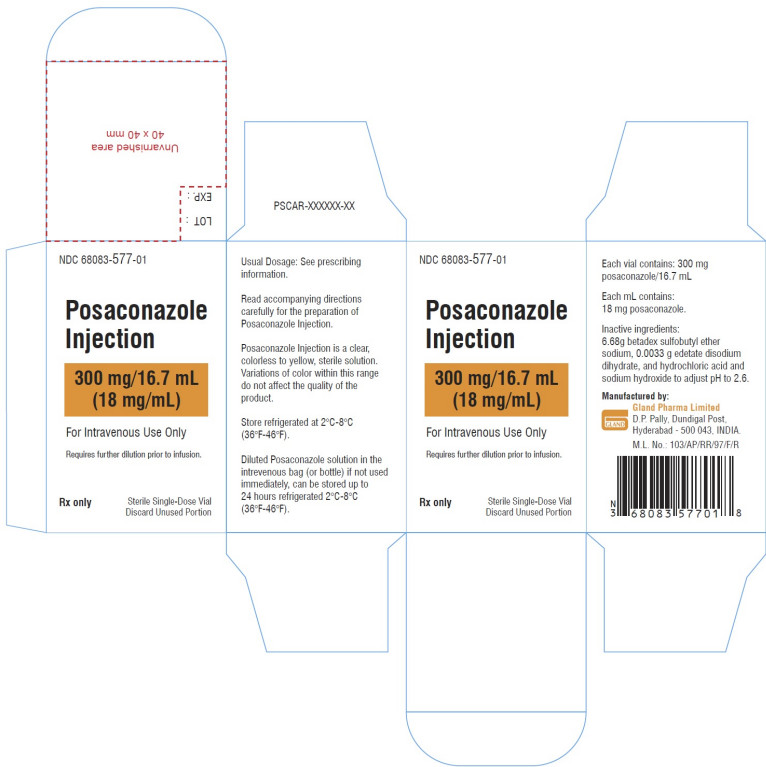 Unvarnished area
40 x 40 mm
LOT :
EXP. :
PSCAR-XXXXXX-XX
NDC 68083-577-01
Posaconazole
Injection
300 mg/16.7 mL
(18 mg/mL)
For Intravenous Use Only
Requires further dilution prior to infusion.
Rx only
Sterile Single-Dose Vial
Discard Unused Portion
Usual Dosage: See prescribing
information.
Read accompanying directions
carefully for the preparation of
Posaconazole Injection.
Posaconazole Injection is a clear,
colorless to yellow, sterile solution.
Variations of color within this range
do not affect the quality of the
product.
Store refrigerated at 2°C-8°C
(36°F-46°F).
Diluted Posaconazole solution in the
intrevenous bag (or bottle) if not used
immediately, can be stored up to
24 hours refrigerated 2°C-8°C
(36°F-46°F).
NDC 68083-577-01
Posaconazole
Injection
300 mg/16.7 mL
(18 mg/mL)
For Intravenous Use Only
Requires further dilution prior to infusion.
Rx only
Sterile Single-Dose Vial
Discard Unused Portion
Each vial contains: 300 mg
posaconazole/16.7 mL
Each mL contains:
18 mg posaconazole.
Inactive ingredients:
6.68g betadex sulfobutyl ether
sodium, 0.0033 g edetate disodium
dihydrate, and hydrochloric acid and
sodium hydroxide to adjust pH to 2.6.
Manufactured by:
GLAND
Gland Pharma Limited
D.P. Pally, Dundigal Post,
Hyderabad - 500 043, INDIA.
M.L. No.: 103/AP/RR/97/F/R
N
3 68083 57701 8